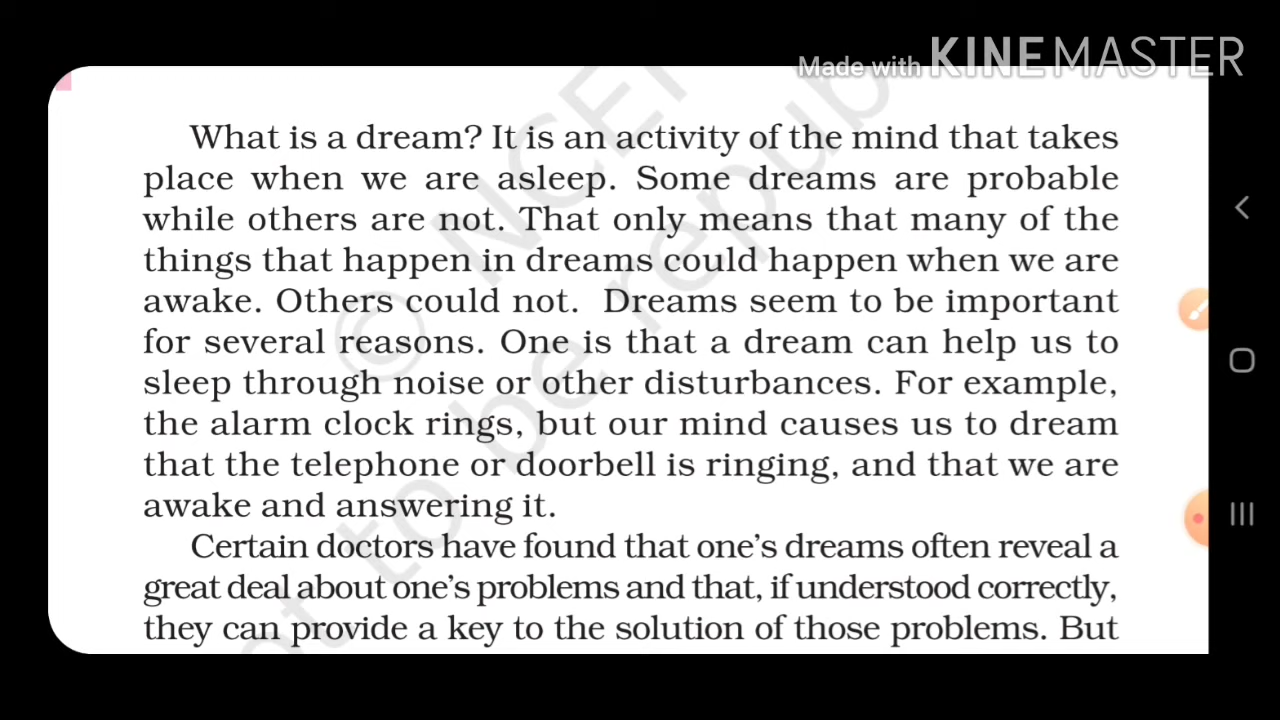 Made with KINEMASTER
What is a dream? It is an activity of the mind that takes
place when we are asleep. Some dreams are probable
while others are not. That only means that many of the
things that happen in dreams could happen when we are
awake. Others could not. Dreams seem to be important
for several reasons. One is that a dream can help us to
sleep through noise or other disturbances. For example,
the alarm clock rings, but our mind causes us to dream
that the telephone or doorbell is ringing, and that we are
awake and answering it.
Certain doctors have found that one's dreams often reveal a
great deal about one's problems and that, if understood correctly,
they can provide a key to the solution of those problems. But